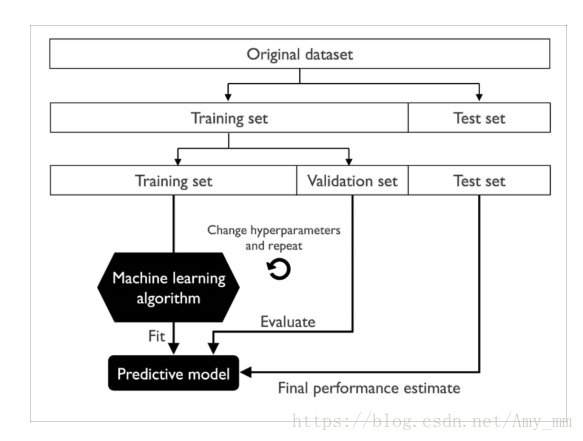 Original dataset
Training set
Test set
Training set
Validation set
Test set
Change hyperparameters
and repeat
Machine learning
algorithm
Evaluate
Fit
Predictive model
Final performance estimate
https://blog.csdn.net/Amy_mm